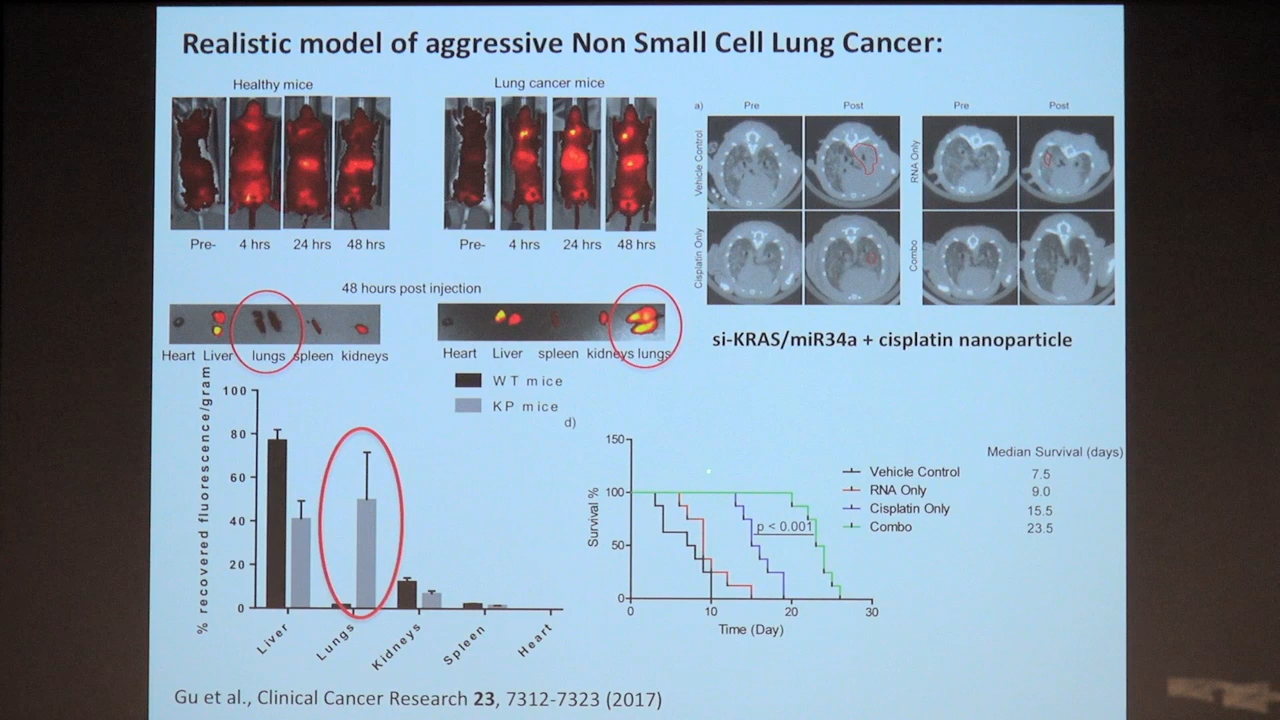 Realistic model of aggressive Non Small Cell Lung Cancer:
Healthy mice
Pre-
4 hrs
24 hrs
48 hrs
Lung cancer mice
Pre-
4 hrs
24 hrs
48 hrs
48 hours post injection
Heart Liver lungs spleen kidneys
Heart Liver spleen kidneys lungs
a)
Pre
Post
Pre
Post
Vehicle Control
RNA Only
Cisplatin Only
Combo
si-KRAS/miR34a + cisplatin nanoparticle
WT mice
KP mice
% recovered fluorescence/gram
100
80
60
40
20
0
Liver
Lungs
Kidneys
Spleen
Heart
d)
Survival %
150
100
50
0
0
10
20
30
Time (Day)
p < 0.001
Median Survival (days)
Vehicle Control 7.5
RNA Only 9.0
Cisplatin Only 15.5
Combo 23.5
Gu et al., Clinical Cancer Research 23, 7312-7323 (2017)